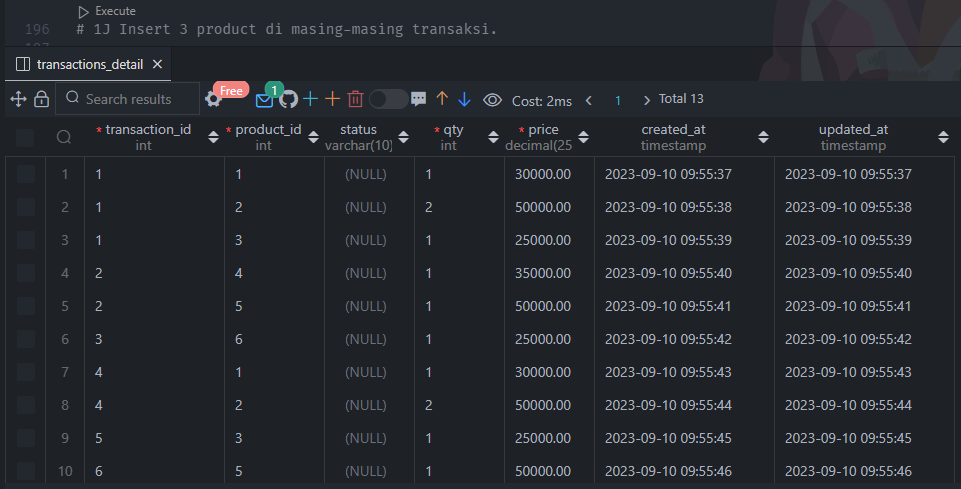 Execute
196 # 1J Insert 3 product di masing-masing transaksi.
transactions_detail
Search results Free 1 Cost: 2ms 1 Total 13
* transaction_id * product_id status * qty * price created_at updated_at
int int varchar(10) int decimal(25 timestamp timestamp
1 1 1 (NULL) 1 30000.00 2023-09-10 09:55:37 2023-09-10 09:55:37
2 1 2 (NULL) 2 50000.00 2023-09-10 09:55:38 2023-09-10 09:55:38
3 1 3 (NULL) 1 25000.00 2023-09-10 09:55:39 2023-09-10 09:55:39
4 2 4 (NULL) 1 35000.00 2023-09-10 09:55:40 2023-09-10 09:55:40
5 2 5 (NULL) 1 50000.00 2023-09-10 09:55:41 2023-09-10 09:55:41
6 3 6 (NULL) 1 25000.00 2023-09-10 09:55:42 2023-09-10 09:55:42
7 4 1 (NULL) 1 30000.00 2023-09-10 09:55:43 2023-09-10 09:55:43
8 4 2 (NULL) 2 50000.00 2023-09-10 09:55:44 2023-09-10 09:55:44
9 5 3 (NULL) 1 25000.00 2023-09-10 09:55:45 2023-09-10 09:55:45
10 6 5 (NULL) 1 50000.00 2023-09-10 09:55:46 2023-09-10 09:55:46